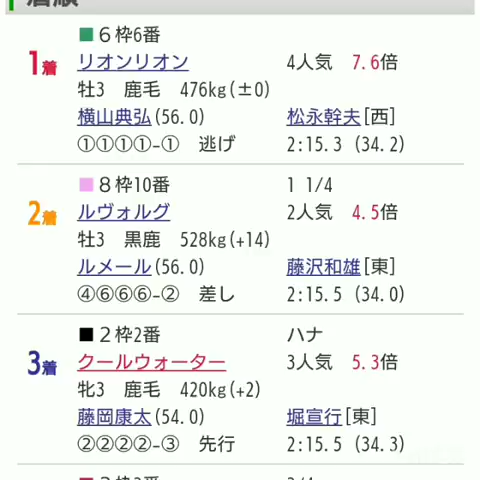 着順
6枠6番
1着 リオンリオン 4人気 7.6倍
牡3 鹿毛 476kg(±0)
横山典弘(56.0) 松永幹夫[西]
①①①①-① 逃げ 2:15.3 (34.2)
8枠10番 1 1/4
2着 ルヴォルグ 2人気 4.5倍
牡3 黒鹿 528kg(+14)
ルメール(56.0) 藤沢和雄[東]
④⑥⑥⑥-② 差し 2:15.5 (34.0)
2枠2番 ハナ
3着 クールウォーター 3人気 5.3倍
牝3 鹿毛 420kg(+2)
藤岡康太(54.0) 堀宣行[東]
②②②②-③ 先行 2:15.5 (34.3)